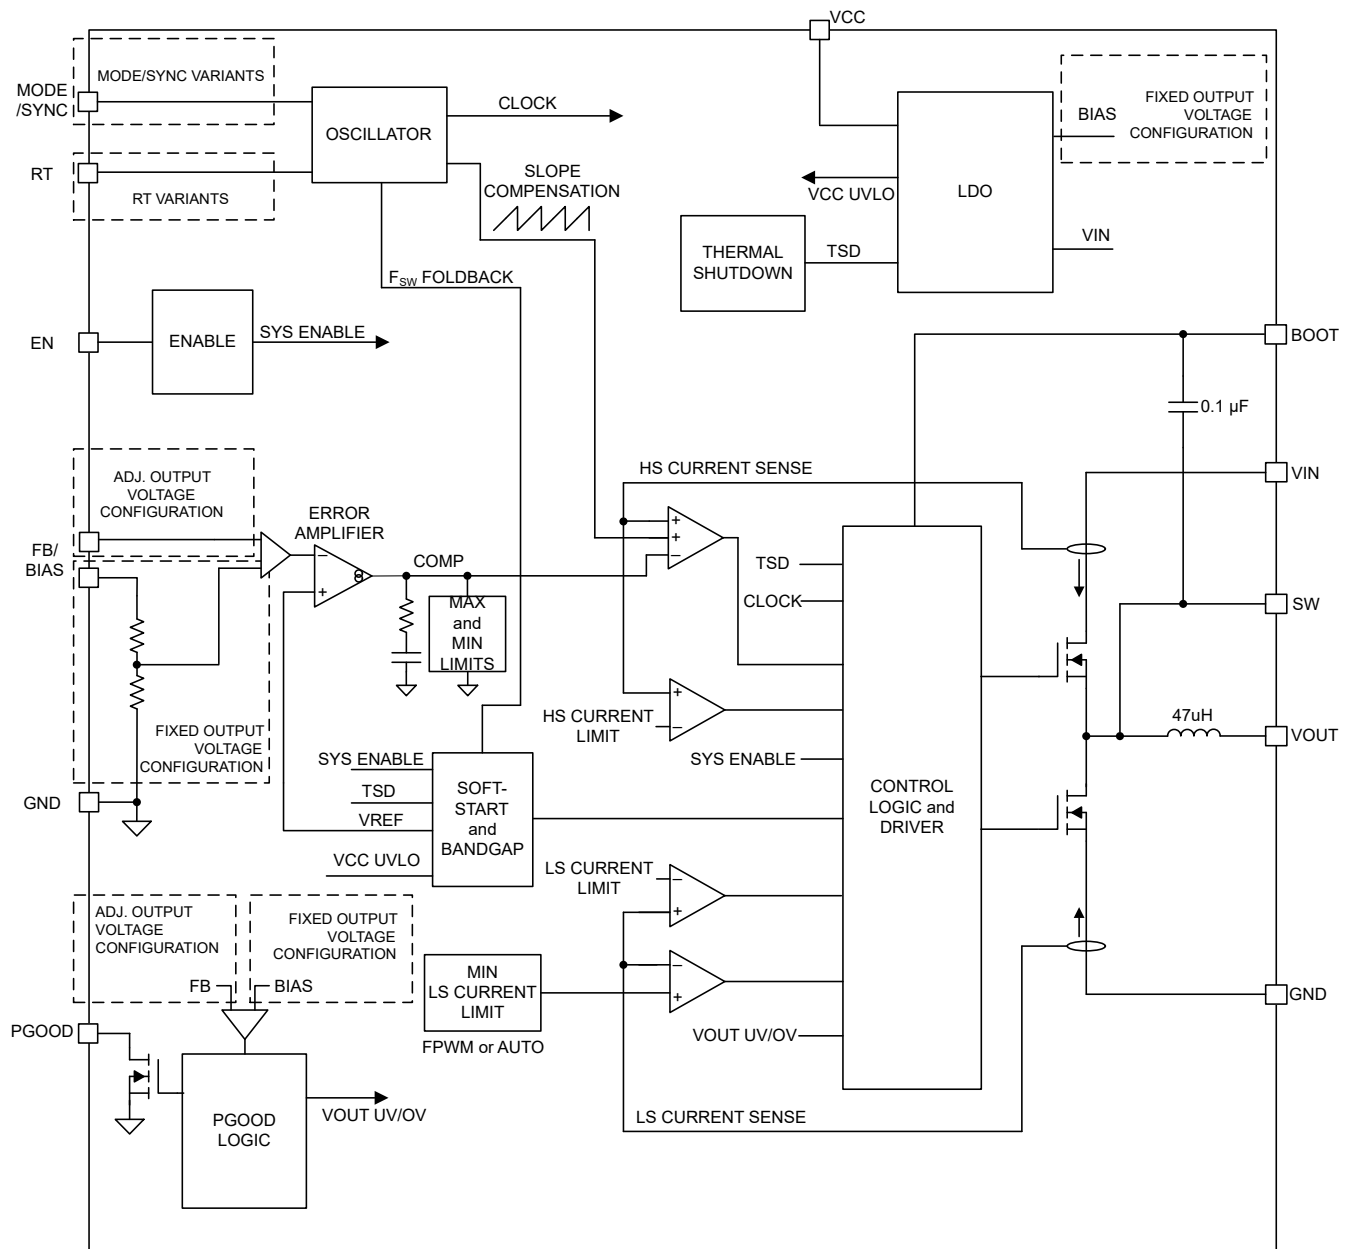 VCC
MODE/SYNC VARIANTS
MODE
/SYNC
RT
RT VARIANTS
OSCILLATOR
CLOCK
SLOPE
COMPENSATION
FSW FOLDBACK
BIAS
FIXED OUTPUT
VOLTAGE
CONFIGURATION
LDO
VCC UVLO
THERMAL
SHUTDOWN
TSD
VIN
EN
ENABLE
SYS ENABLE
BOOT
0.1 µF
VIN
SW
47uH
VOUT
GND
ADJ. OUTPUT
VOLTAGE
CONFIGURATION
FB/
BIAS
ERROR
AMPLIFIER
−
+
COMP
MAX
and
MIN
LIMITS
FIXED OUTPUT
VOLTAGE
CONFIGURATION
GND
HS CURRENT SENSE
+
+
−
TSD
CLOCK
+
−
HS CURRENT
LIMIT
SYS ENABLE
CONTROL
LOGIC and
DRIVER
SYS ENABLE
TSD
VREF
VCC UVLO
SOFT-
START
and
BANDGAP
LS CURRENT
LIMIT
−
+
−
+
MIN
LS CURRENT
LIMIT
FPWM or AUTO
VOUT UV/OV
LS CURRENT SENSE
ADJ. OUTPUT
VOLTAGE
CONFIGURATION
FB
FIXED OUTPUT
VOLTAGE
CONFIGURATION
BIAS
PGOOD
PGOOD
LOGIC
VOUT UV/OV